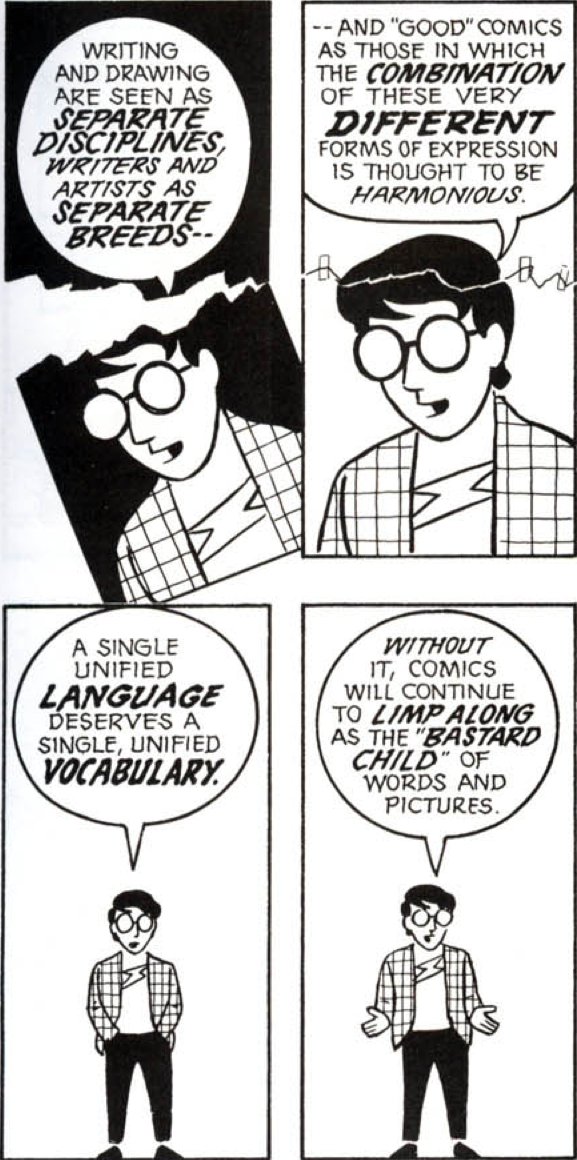 WRITING
AND DRAWING
ARE SEEN AS
SEPARATE
DISCIPLINES,
WRITERS AND
ARTISTS AS
SEPARATE
BREEDS--
-- AND "GOOD" COMICS
AS THOSE IN WHICH
THE COMBINATION
OF THESE VERY
DIFFERENT
FORMS OF EXPRESSION
IS THOUGHT TO BE
HARMONIOUS.
A SINGLE
UNIFIED
LANGUAGE
DESERVES A
SINGLE, UNIFIED
VOCABULARY.
WITHOUT
IT, COMICS
WILL CONTINUE
TO LIMP ALONG
AS THE "BASTARD
CHILD" OF
WORDS AND
PICTURES.